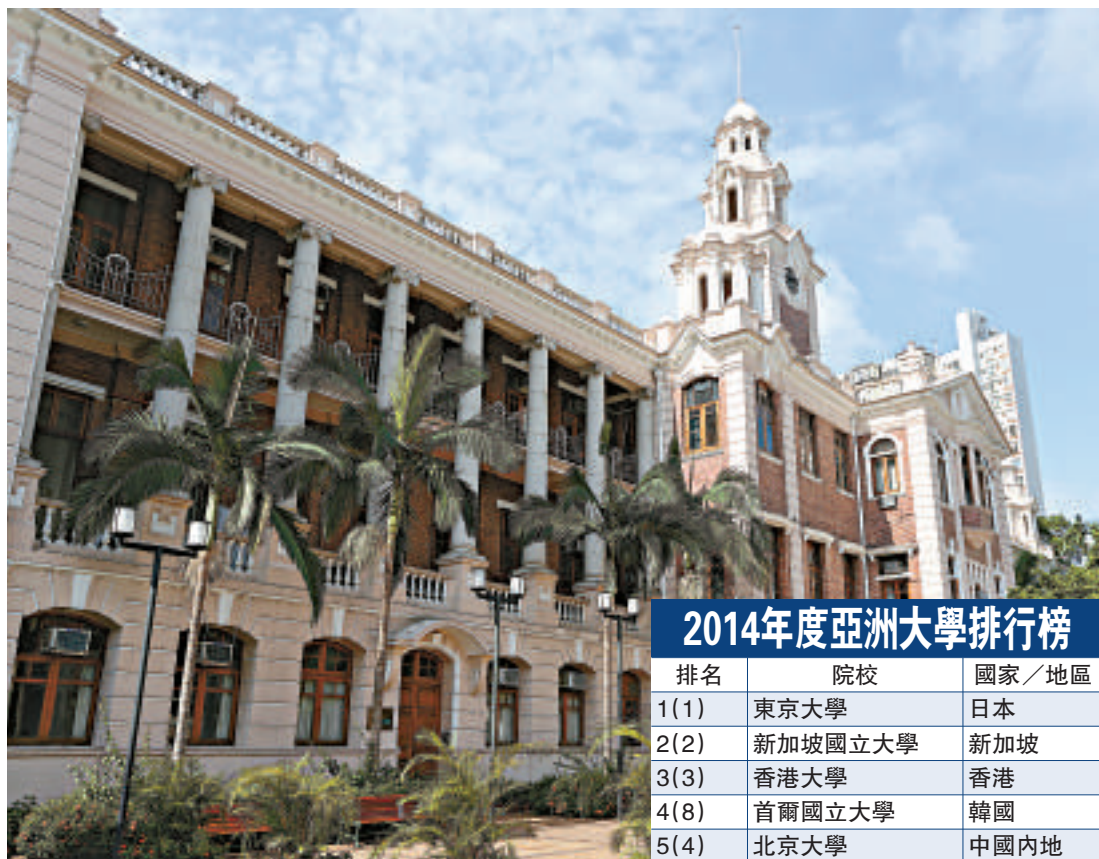 2014年度亞洲大學排行榜
排名 院校 國家／地區
1(1) 東京大學 日本
2(2) 新加坡國立大學 新加坡
3(3) 香港大學 香港
4(8) 首爾國立大學 韓國
5(4) 北京大學 中國內地